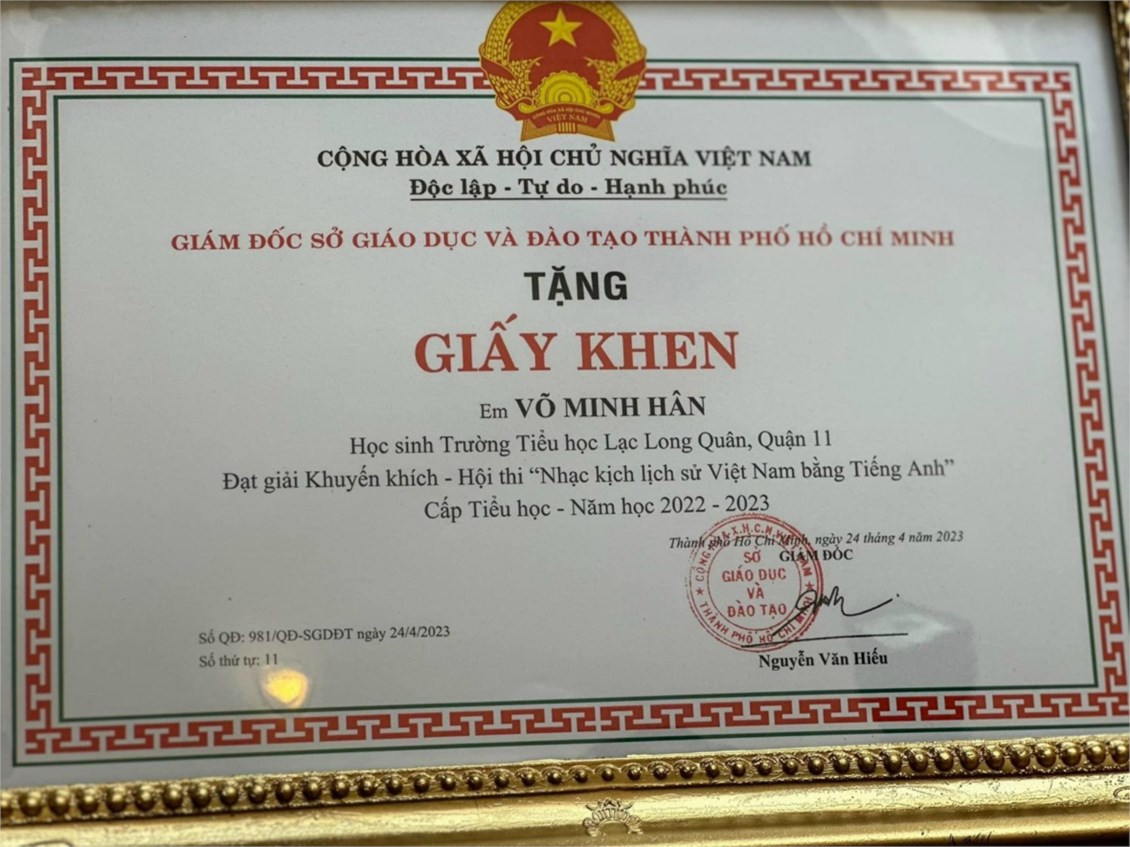 CỘNG HÒA XÃ HỘI CHỦ NGHĨA VIỆT NAM
Độc lập - Tự do - Hạnh phúc
GIÁM ĐỐC SỞ GIÁO DỤC VÀ ĐÀO TẠO THÀNH PHỐ HỒ CHÍ MINH
TẶNG
GIẤY KHEN
Em VÕ MINH HÂN
Học sinh Trường Tiểu học Lạc Long Quân, Quận 11
Đạt giải Khuyến khích - Hội thi “Nhạc kịch lịch sử Việt Nam bằng Tiếng Anh”
Cấp Tiểu học - Năm học 2022 - 2023
Thành phố Hồ Chí Minh, ngày 24 tháng 4 năm 2023
GIÁM ĐỐC
SỞ
GIÁO DỤC
VÀ
ĐÀO TẠO
THÀNH PHỐ HỒ CHÍ MINH
Nguyễn Văn Hiếu
Số QĐ: 981/QĐ-SGDĐT ngày 24/4/2023
Số thứ tự: 11